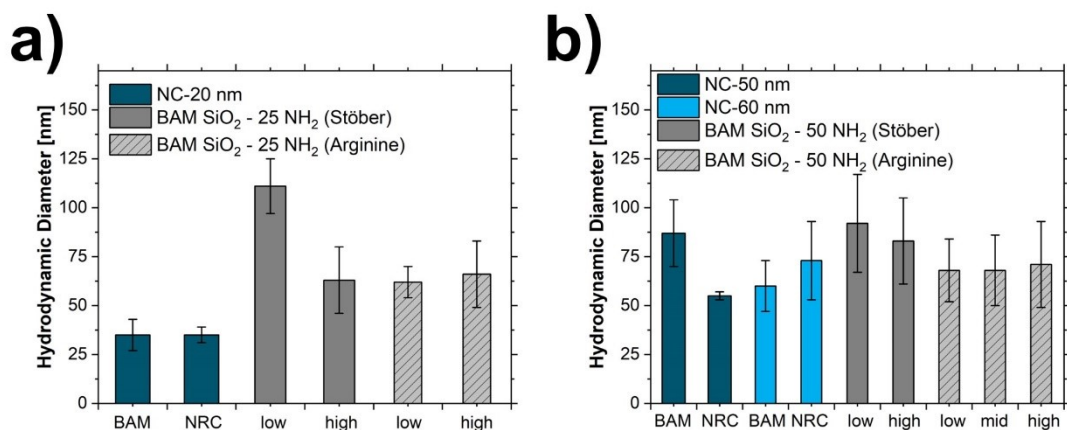 a)
NC-20 nm
BAM SiO₂ - 25 NH₂ (Stöber)
BAM SiO₂ - 25 NH₂ (Arginine)
Hydrodynamic Diameter [nm]
150
125
100
75
50
25
0
BAM NRC low high low high
b)
NC-50 nm
NC-60 nm
BAM SiO₂ - 50 NH₂ (Stöber)
BAM SiO₂ - 50 NH₂ (Arginine)
Hydrodynamic Diameter [nm]
150
125
100
75
50
25
0
BAM NRC BAM NRC low high low mid high